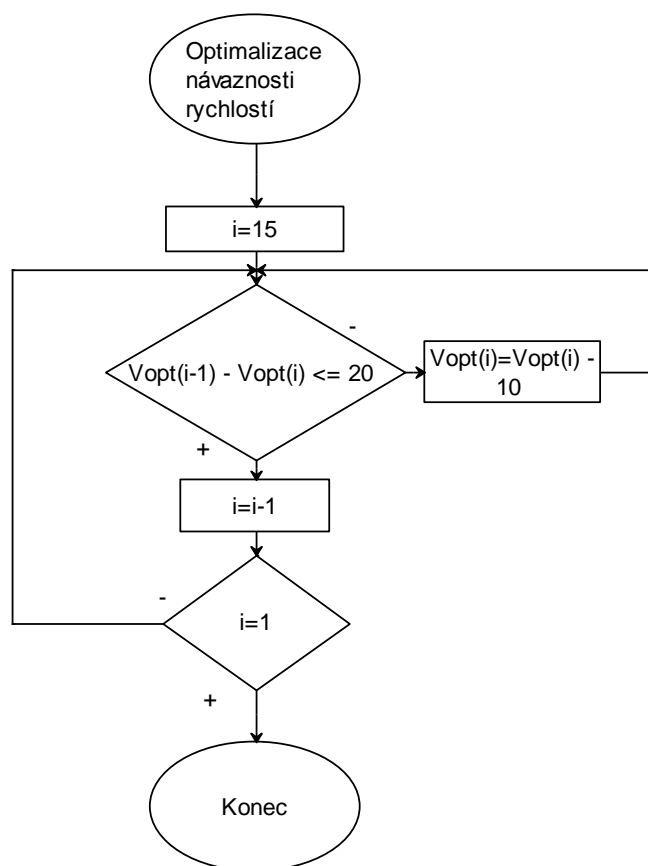 Optimalizace
návaznosti
rychlostí
i=15
-
Vopt(i-1) - Vopt(i) <= 20
Vopt(i)=Vopt(i) -
10
+
i=i-1
-
i=1
+
Konec